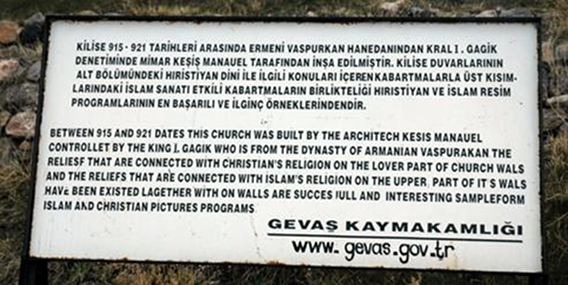 KİLİSE 915 - 921 TARİHLERİ ARASINDA ERMENİ VASPURKAN HANEDANINDAN KRAL I. GAGİK
DENETİMİNDE MİMAR KEŞİŞ MANAUEL TARAFINDAN İNŞA EDİLMİŞTİR. KİLİSE DUVARLARININ
ALT BÖLÜMÜNDEKİ HIRİSTİYAN DİNİ İLE İLGİLİ KONULARI İÇEREN KABARTMALARLA ÜST KISIM-
LARINDAKİ İSLAM SANATI ETKİLİ KABARTMALARIN BİRLİKTELİĞİ HIRİSTİYAN VE İSLAM RESİM
PROGRAMLARININ EN BAŞARILI VE İLGİNÇ ÖRNEKLERİNDENDİR.
BETWEEN 915 AND 921 DATES THIS CHURCH WAS BUILT BY THE ARCHITECH KESIS MANAUEL
CONTROLLET BY THE KING I. GAGIK WHO IS FROM THE DYNASTY OF ARMANIAN VASPURAKAN THE
RELIESF THAT ARE CONNECTED WITH CHRISTIAN'S RELIGION ON THE LOVER PART OF CHURCH WALS
AND THE RELIEFS THAT ARE CONNECTED WITH ISLAM'S RELIGION ON THE UPPER PART OF IT'S WALS
HAVE BEEN EXISTED LAGETHER WITH ON WALLS ARE SUCCES IULL AND INTERESTING SAMPLEFORM
ISLAM AND CHRISTIAN PICTURES PROGRAMS
GEVAŞ KAYMAKAMLIĞI
www. gevas.gov.tr